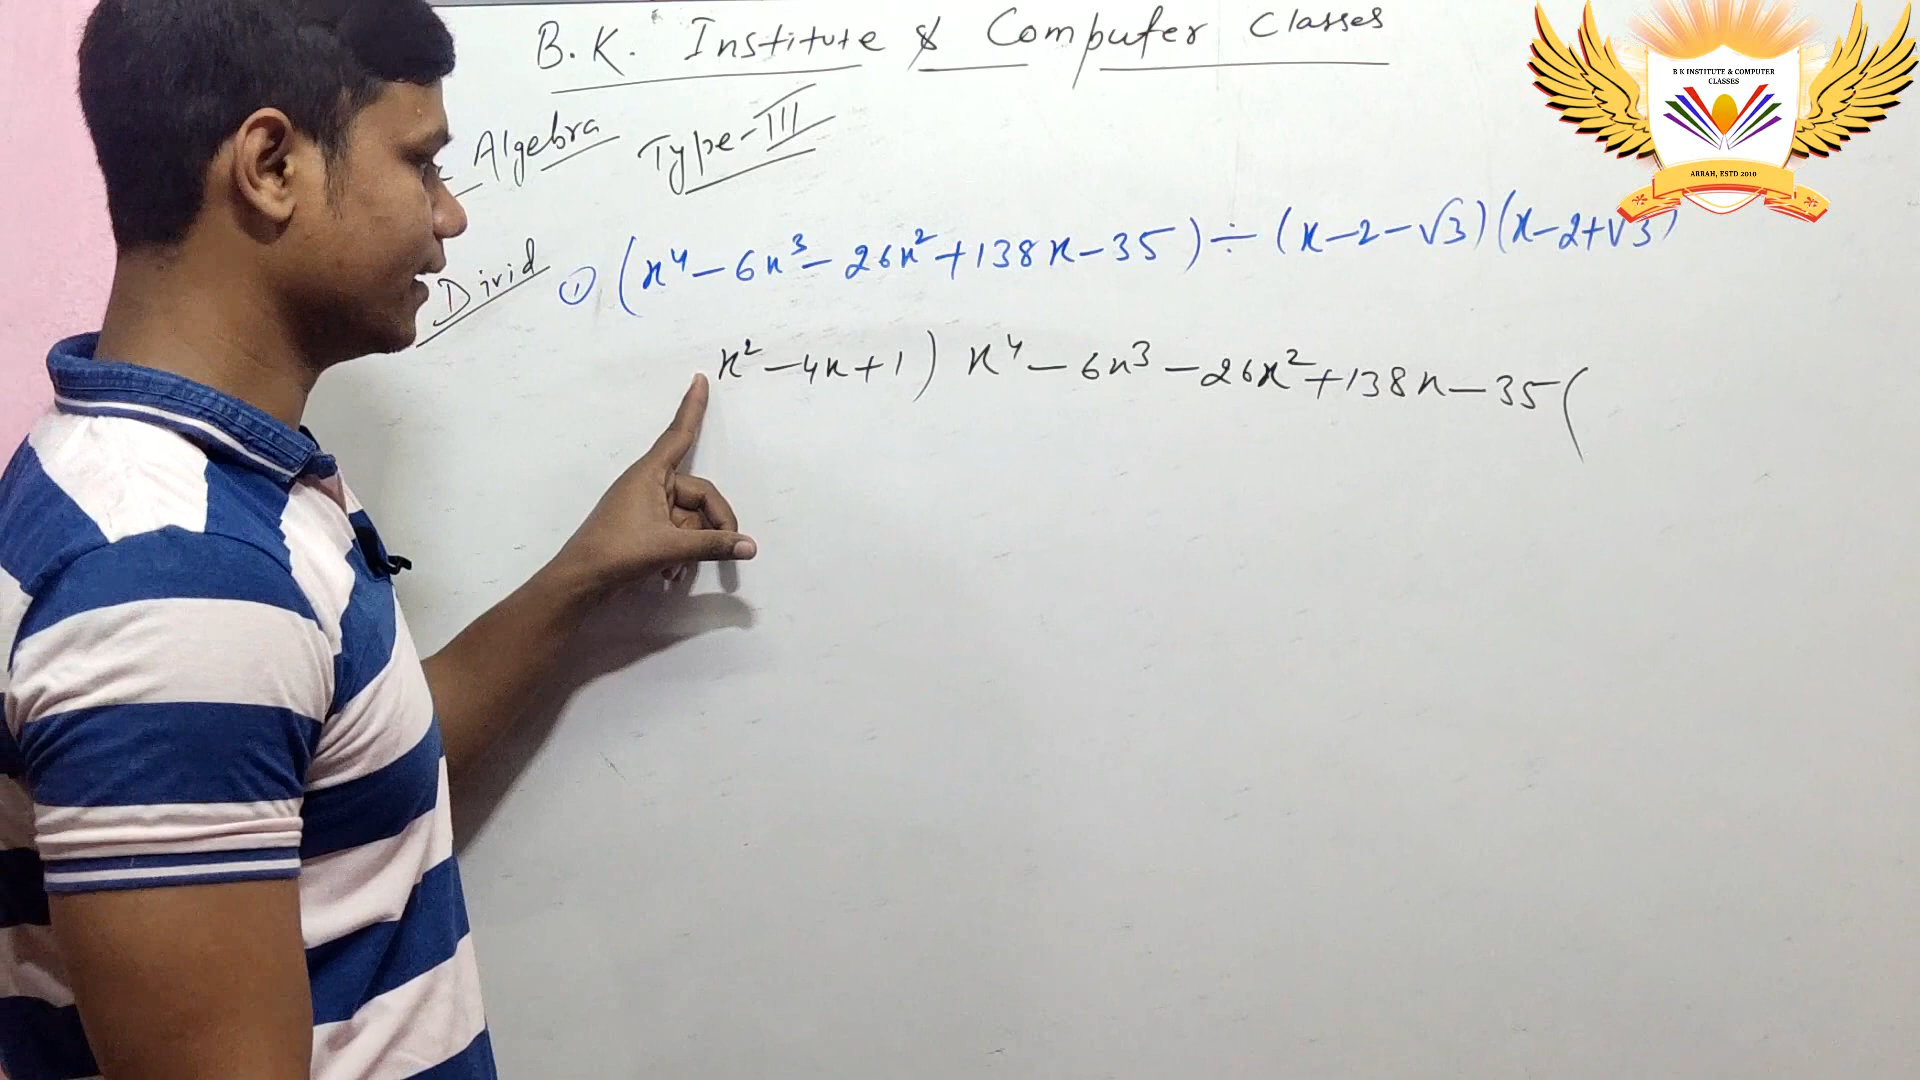 B.K. Institute & Computer Classes
Algebra Type-III
Divid ① (x⁴-6x³-26x²+138x-35)÷(x-2-√3)(x-2+√3)
x²-4x+1) x⁴-6x³-26x²+138x-35(
B K INSTITUTE & COMPUTER
CLASSES
ARRAH, ESTD 2010